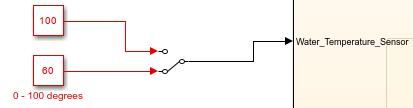 100
Water_Temperature_Sensor
60
0 - 100 degrees